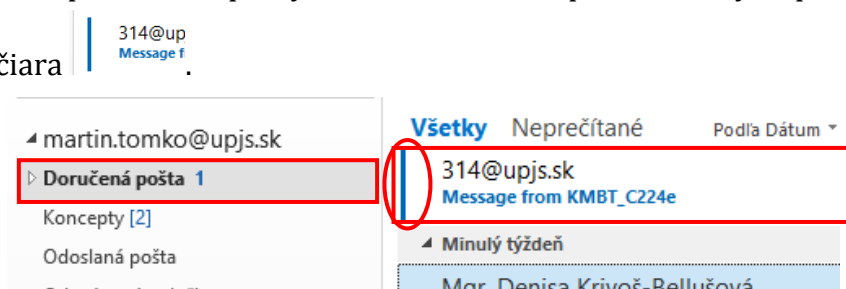 314@up
Message f
čiara .
martin.tomko@upjs.sk
Doručená pošta 1
Koncepty [2]
Odoslaná pošta
Všetky Neprečítané Podľa Dátum
314@upjs.sk
Message from KMBT_C224e
Minulý týždeň
Mgr. Denisa Krivoš-Bellušová